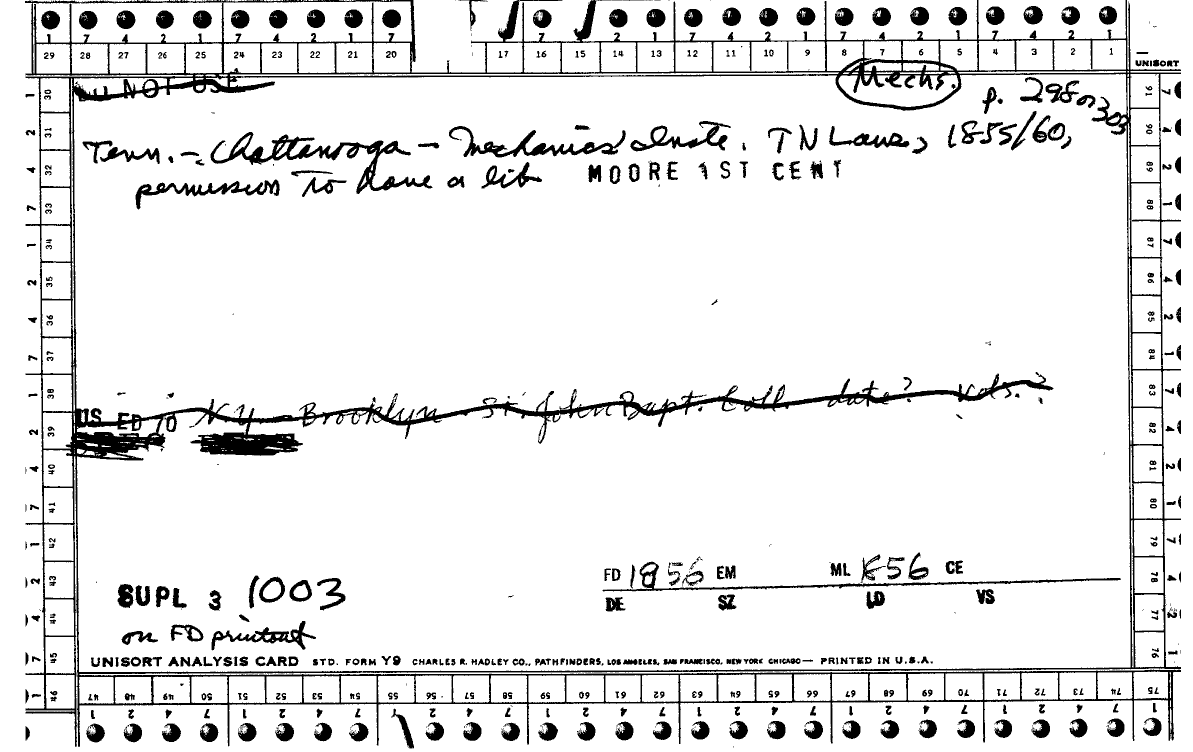 1 7 4 2 1 7 4 2 1 7 7 2 1 7 4 2 1 7 4 2 1 7 4 2 1
29 28 27 26 25 24 23 22 21 20 17 16 15 14 13 12 11 10 9 8 7 6 5 4 3 2 1
UNISORT
DO NOT USE
Mechs.
p. 298 or 303
Tenn. - Chattanooga - Mechanics' Inste. TN Laws, 1855/60,
permission to have a lib MOORE 1ST CENT
US ED 70 NY - Brooklyn - St. John Bapt. Coll. date? vols.?
FD 1856 EM ML 1856 CE
DE SZ LD VS
SUPL 3 1003
on FD printout
UNISORT ANALYSIS CARD STD. FORM Y9 CHARLES R. HADLEY CO., PATHFINDERS, LOS ANGELES, SAN FRANCISCO, NEW YORK CHICAGO — PRINTED IN U.S.A.
30 31 32 33 34 35 36 37 38 39 40 41 42 43 44 45 46
91 90 89 88 87 86 85 84 83 82 81 80 79 78 77 76
47 48 49 50 51 52 53 54 55 56 57 58 59 60 61 62 63 64 65 66 67 68 69 70 71 72 73 74 75